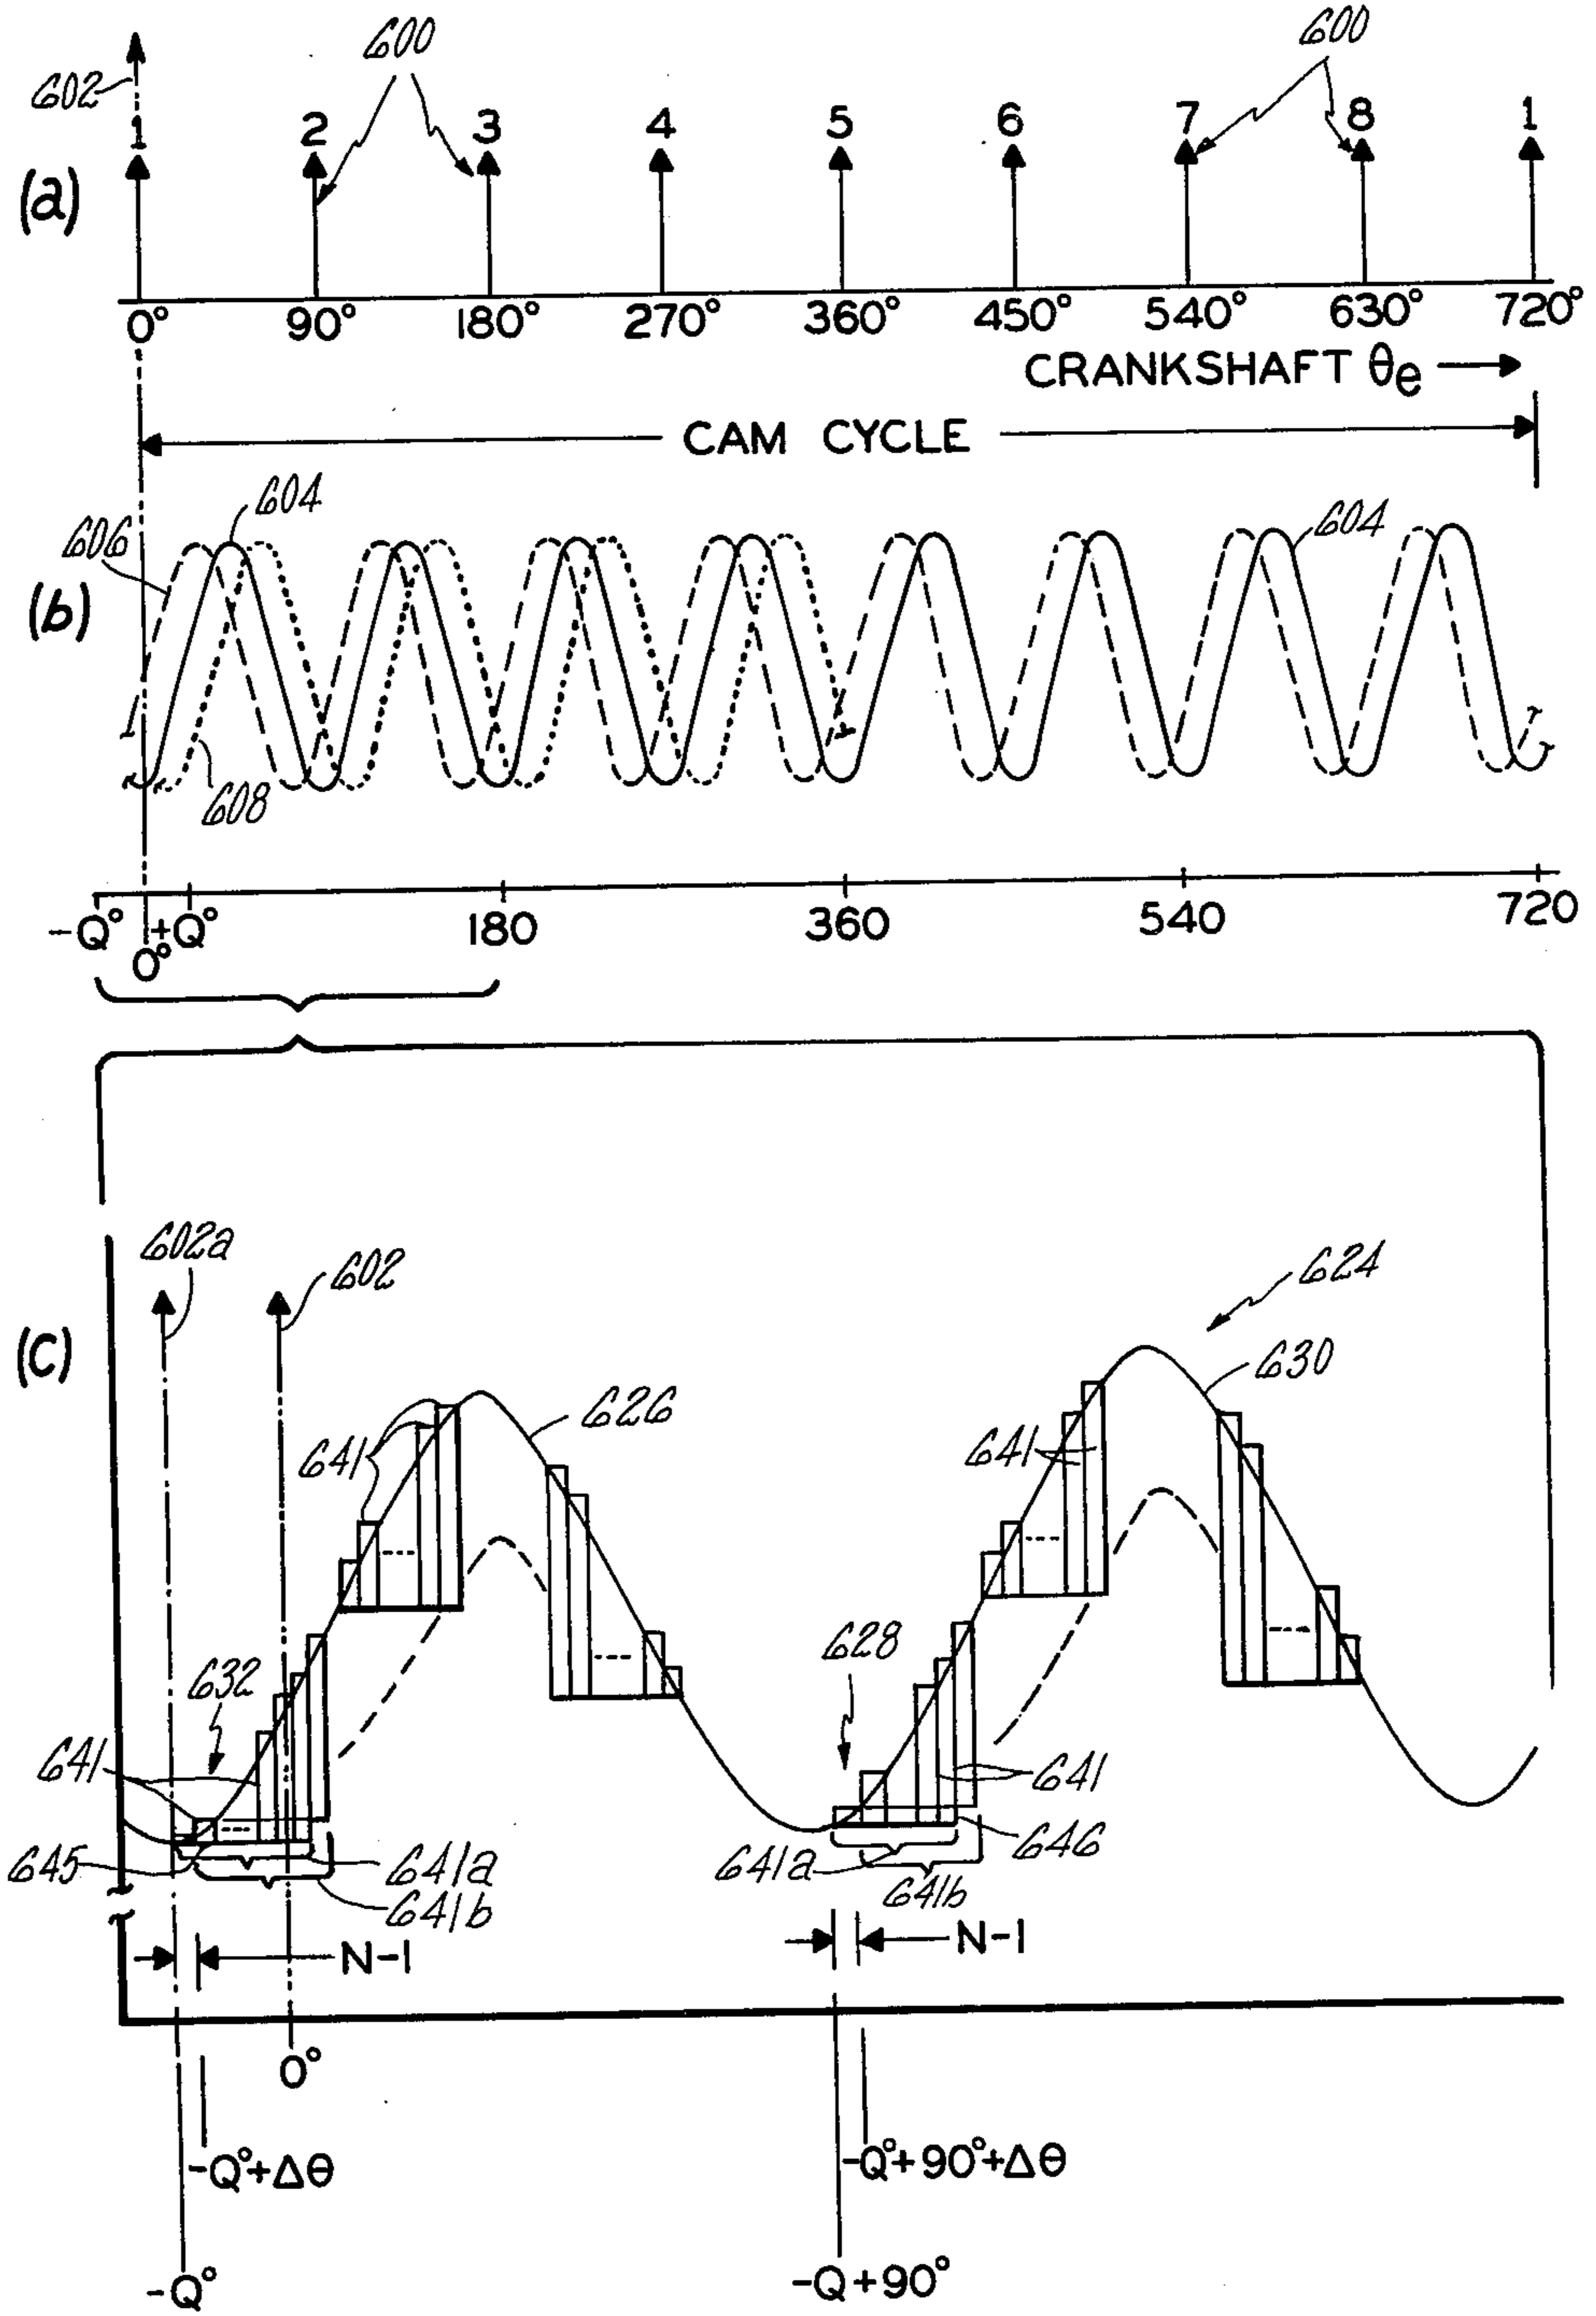 600 600
602
1 2 3 4 5 6 7 8 1
(a)
0° 90° 180° 270° 360° 450° 540° 630° 720°
CRANKSHAFT θe
CAM CYCLE
604
606 604
(b)
608
-Q° 0° +Q° 180 360 540 720
602a
602 624
(c)
630
626
641 641
632 628
641 641
645 641a 641a 646
641b 641b
N-1 N-1
0°
-Q°+Δθ -Q°+90°+Δθ
-Q° -Q+90°